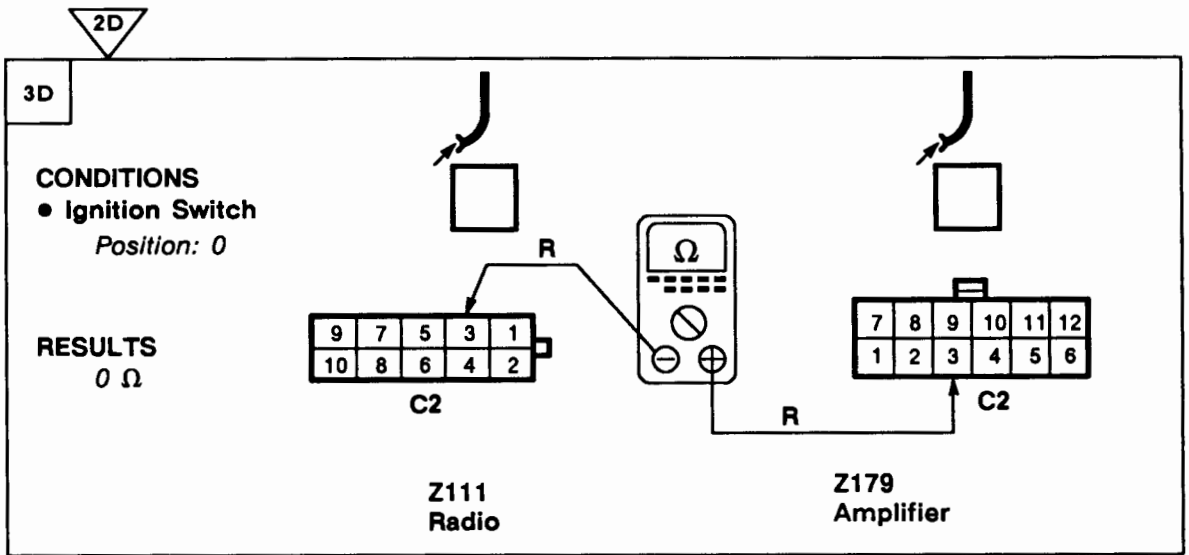 2D
3D
CONDITIONS
● Ignition Switch
Position: 0
RESULTS
0 Ω
R
Ω
9 7 5 3 1
10 8 6 4 2
C2
R
7 8 9 10 11 12
1 2 3 4 5 6
C2
Z111
Radio
Z179
Amplifier